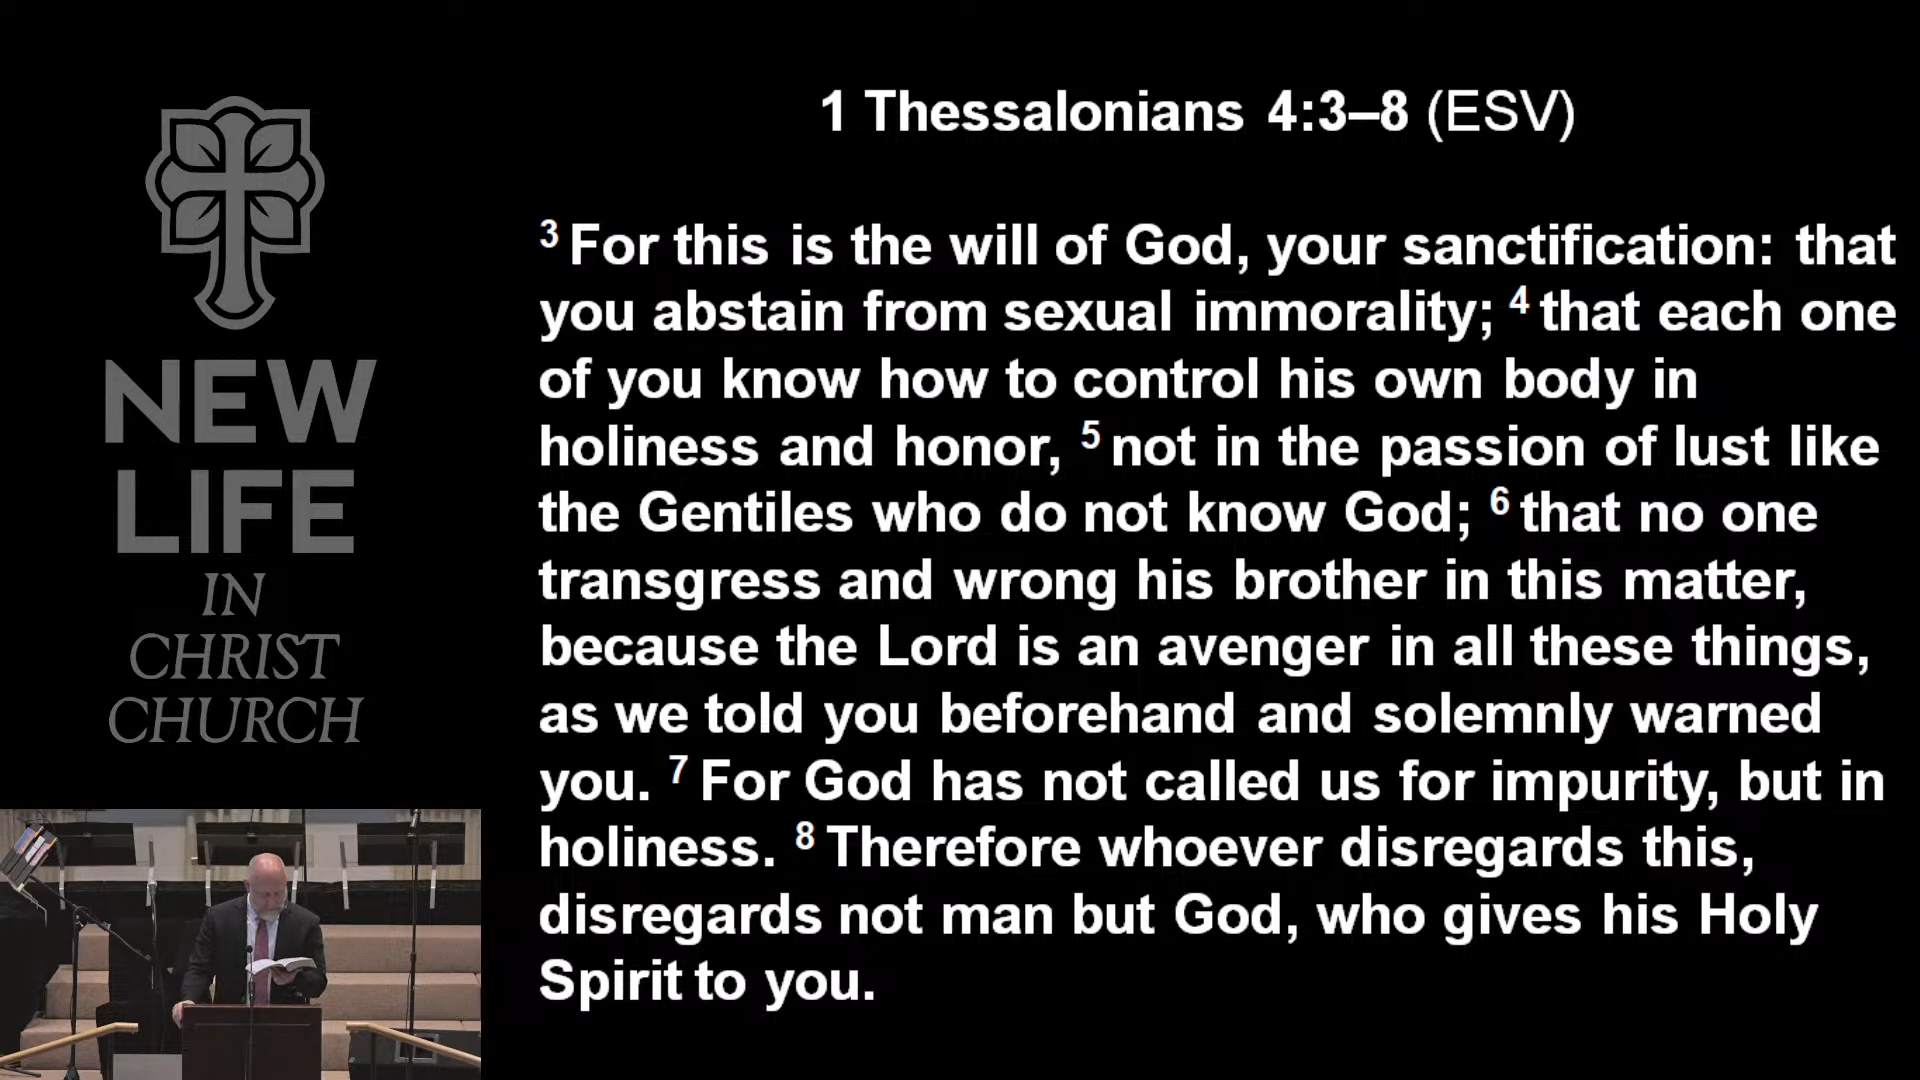 NEW
LIFE
IN
CHRIST
CHURCH
1 Thessalonians 4:3–8 (ESV)
3 For this is the will of God, your sanctification: that
you abstain from sexual immorality; 4 that each one
of you know how to control his own body in
holiness and honor, 5 not in the passion of lust like
the Gentiles who do not know God; 6 that no one
transgress and wrong his brother in this matter,
because the Lord is an avenger in all these things,
as we told you beforehand and solemnly warned
you. 7 For God has not called us for impurity, but in
holiness. 8 Therefore whoever disregards this,
disregards not man but God, who gives his Holy
Spirit to you.